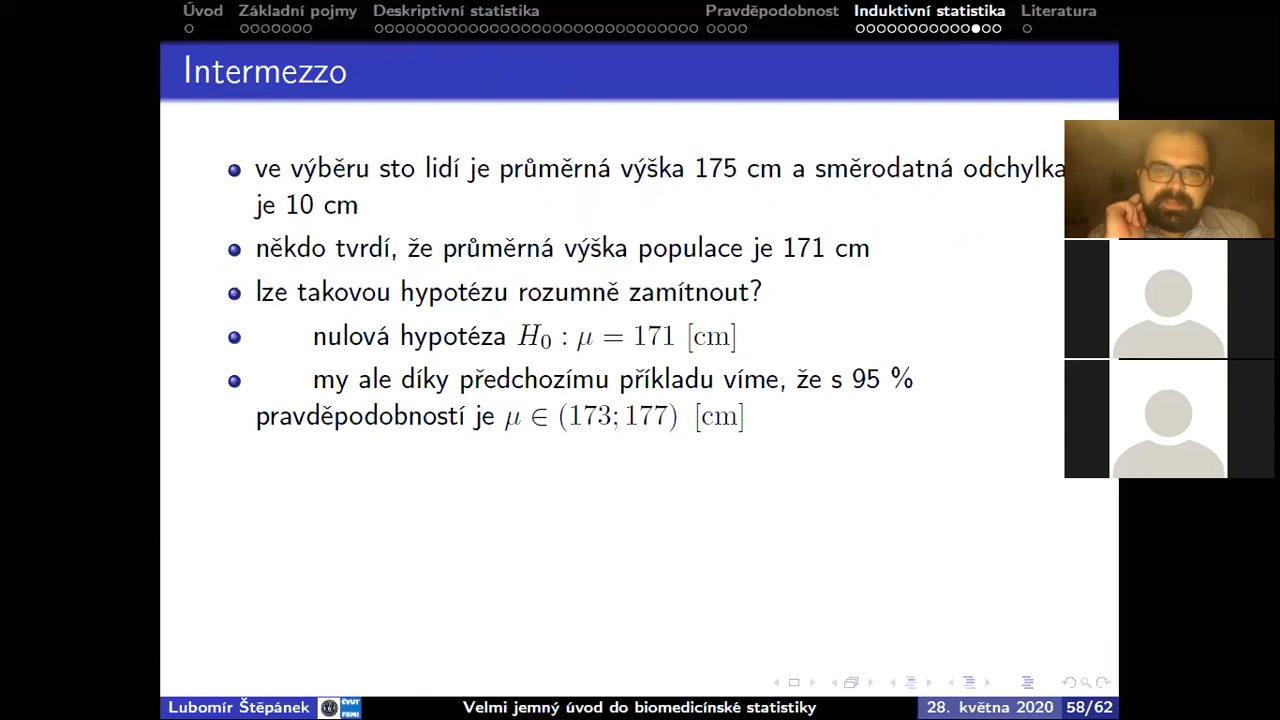 Úvod Základní pojmy Deskriptivní statistika Pravděpodobnost Induktivní statistika Literatura
Intermezzo
ve výběru sto lidí je průměrná výška 175 cm a směrodatná odchylka
je 10 cm
někdo tvrdí, že průměrná výška populace je 171 cm
lze takovou hypotézu rozumně zamítnout?
nulová hypotéza H₀ : μ = 171 [cm]
my ale díky předchozímu příkladu víme, že s 95 %
pravděpodobností je μ ∈ (173; 177) [cm]
Lubomír Štěpánek ČVUT FBMI Velmi jemný úvod do biomedicínské statistiky 28. května 2020 58/62